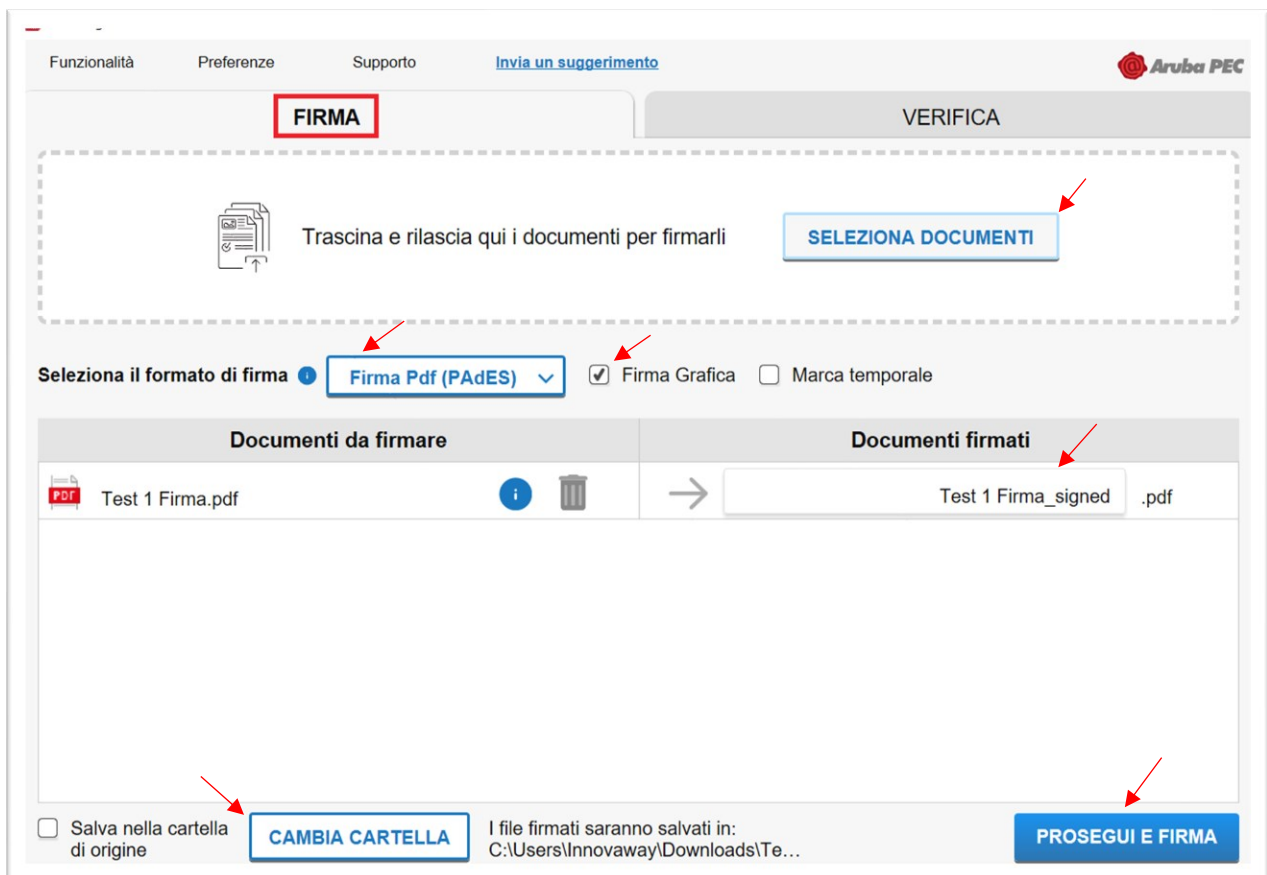 Funzionalità Preferenze Supporto Invia un suggerimento Aruba PEC
FIRMA VERIFICA
Trascina e rilascia qui i documenti per firmarli SELEZIONA DOCUMENTI
Seleziona il formato di firma i Firma Pdf (PAdES) Firma Grafica Marca temporale
Documenti da firmare Documenti firmati
PDF Test 1 Firma.pdf i Test 1 Firma_signed .pdf
Salva nella cartella
di origine
CAMBIA CARTELLA
I file firmati saranno salvati in:
C:\Users\Innovaway\Downloads\Te...
PROSEGUI E FIRMA